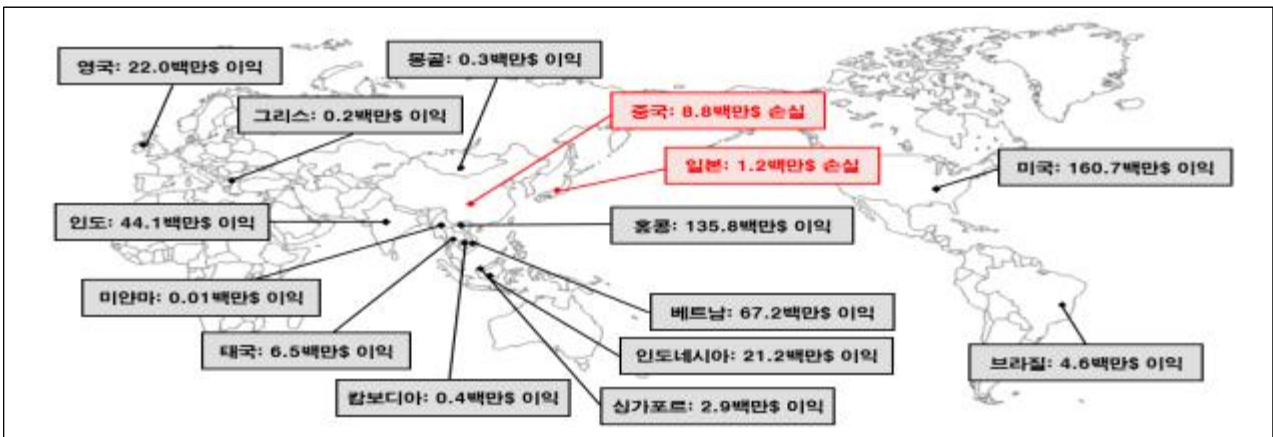 영국: 22.0백만$ 이익
몽골: 0.3백만$ 이익
그리스: 0.2백만$ 이익
중국: 8.8백만$ 손실
일본: 1.2백만$ 손실
미국: 160.7백만$ 이익
인도: 44.1백만$ 이익
홍콩: 135.8백만$ 이익
미얀마: 0.01백만$ 이익
베트남: 67.2백만$ 이익
태국: 6.5백만$ 이익
인도네시아: 21.2백만$ 이익
브라질: 4.6백만$ 이익
캄보디아: 0.4백만$ 이익
싱가포르: 2.9백만$ 이익